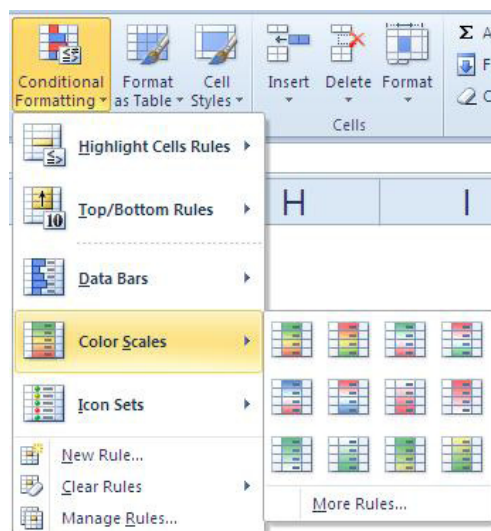 Conditional Formatting
Format as Table
Cell Styles
Insert
Delete
Format
Cells
Σ A
F
C
Highlight Cells Rules
Top/Bottom Rules
10
H
I
Data Bars
Color Scales
Icon Sets
New Rule...
Clear Rules
Manage Rules...
More Rules...